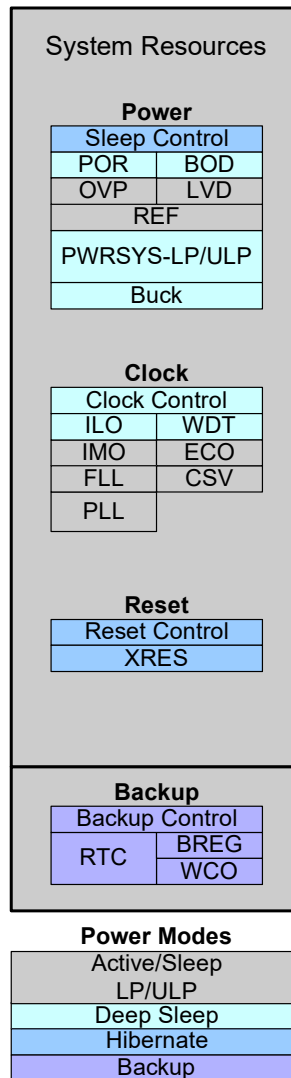 System Resources
Power
Sleep Control
POR BOD
OVP LVD
REF
PWRSYS-LP/ULP
Buck
Clock
Clock Control
ILO WDT
IMO ECO
FLL CSV
PLL
Reset
Reset Control
XRES
Backup
Backup Control
RTC BREG
WCO
Power Modes
Active/Sleep
LP/ULP
Deep Sleep
Hibernate
Backup